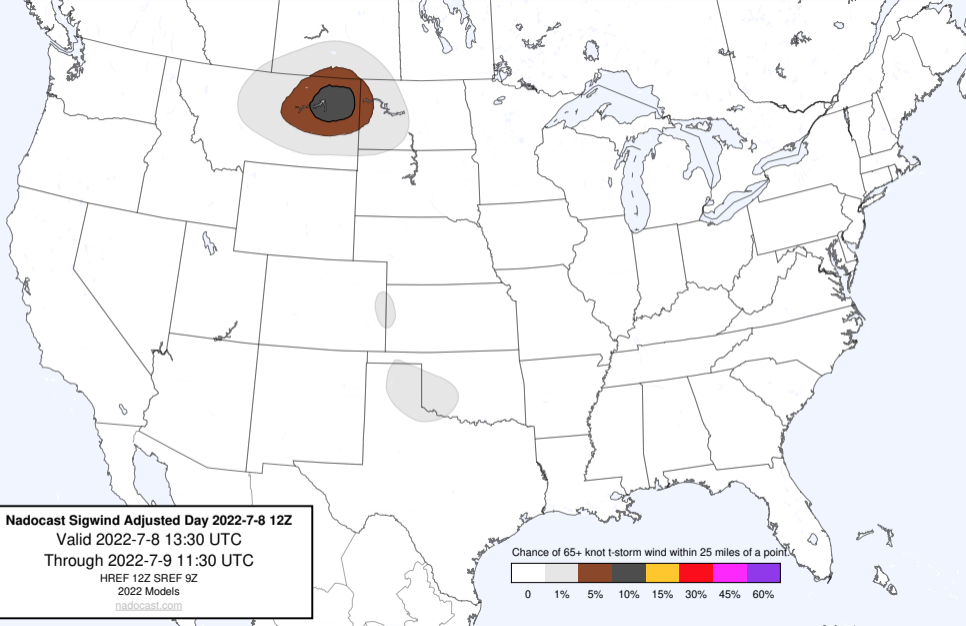 Nadocast Sigwind Adjusted Day 2022-7-8 12Z
Valid 2022-7-8 13:30 UTC
Through 2022-7-9 11:30 UTC
HREF 12Z SREF 9Z
2022 Models
nadocast.com
Chance of 65+ knot t-storm wind within 25 miles of a point.
0 1% 5% 10% 15% 30% 45% 60%